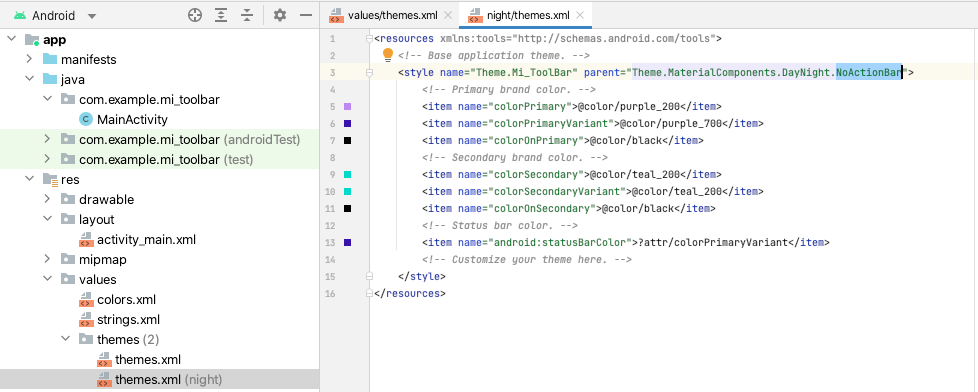 Android
values/themes.xml
night/themes.xml
app
manifests
java
com.example.mi_toolbar
MainActivity
com.example.mi_toolbar (androidTest)
com.example.mi_toolbar (test)
res
drawable
layout
activity_main.xml
mipmap
values
colors.xml
strings.xml
themes (2)
themes.xml
themes.xml (night)
1 <resources xmlns:tools="http://schemas.android.com/tools">
2 <!-- Base application theme. -->
3 <style name="Theme.Mi_ToolBar" parent="Theme.MaterialComponents.DayNight.NoActionBar">
4 <!-- Primary brand color. -->
5 <item name="colorPrimary">@color/purple_200</item>
6 <item name="colorPrimaryVariant">@color/purple_700</item>
7 <item name="colorOnPrimary">@color/black</item>
8 <!-- Secondary brand color. -->
9 <item name="colorSecondary">@color/teal_200</item>
10 <item name="colorSecondaryVariant">@color/teal_200</item>
11 <item name="colorOnSecondary">@color/black</item>
12 <!-- Status bar color. -->
13 <item name="android:statusBarColor">?attr/colorPrimaryVariant</item>
14 <!-- Customize your theme here. -->
15 </style>
16 </resources>